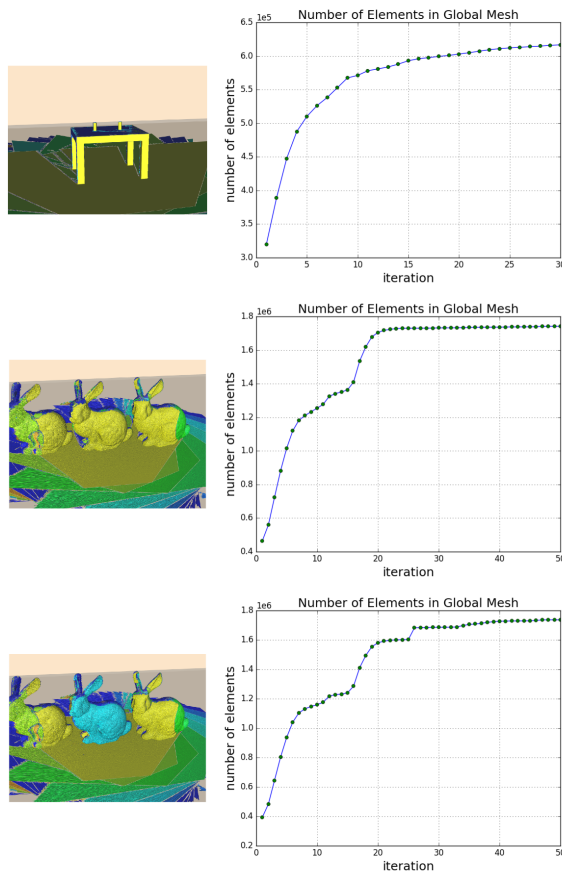 Number of Elements in Global Mesh
1e5
6.5
6.0
5.5
5.0
4.5
4.0
3.5
3.0
0 5 10 15 20 25 30
number of elements
iteration
Number of Elements in Global Mesh
1e6
1.8
1.6
1.4
1.2
1.0
0.8
0.6
0.4
0 10 20 30 40 50
number of elements
iteration
Number of Elements in Global Mesh
1e6
1.8
1.6
1.4
1.2
1.0
0.8
0.6
0.4
0.2
0 10 20 30 40 50
number of elements
iteration